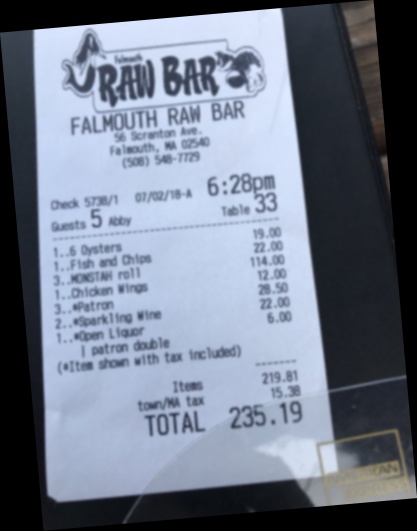 Falmouth
RAW BAR
FALMOUTH RAW BAR
56 Scranton Ave.
Falmouth, MA 02540
(508) 548-7729
Check 5738/1 07/02/18-A 6:28pm
Guests 5 Abby Table 33
1..6 Oysters 19.00
1..Fish and Chips 22.00
3..MONSTAH roll 114.00
1..Chicken Wings 12.00
3..*Patron 28.50
2..*Sparkling Wine 22.00
1..*Open Liquor 6.00
| patron double
(*Item shown with tax included)
Items 219.81
town/MA tax 15.38
TOTAL 235.19